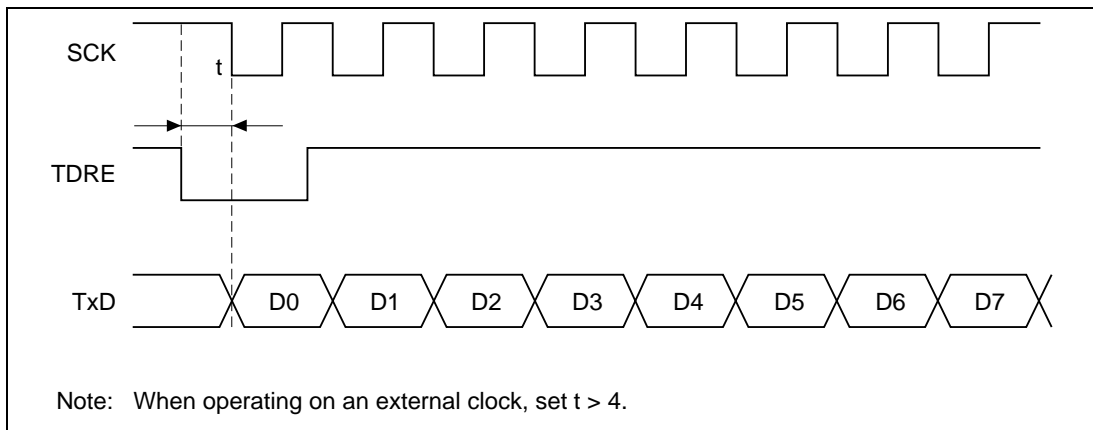 SCK
t
TDRE
TxD D0 D1 D2 D3 D4 D5 D6 D7
Note: When operating on an external clock, set t > 4.